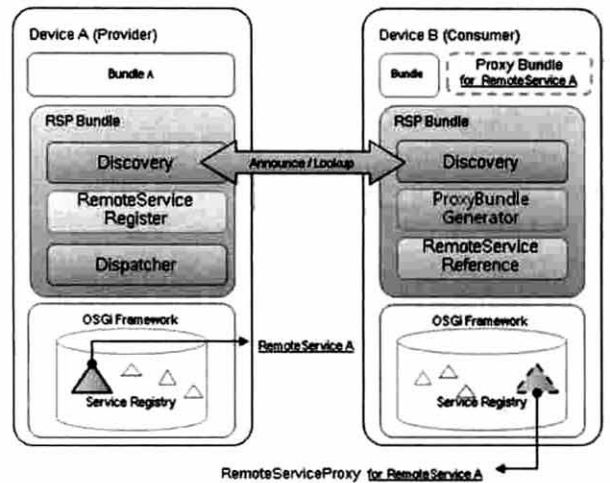 Device A (Provider)
Bundle A
RSP Bundle
Discovery
RemoteService
Register
Dispatcher
OSGi Framework
Service Registry
Announce / Lookup
RemoteService A
Device B (Consumer)
Bundle
Proxy Bundle
for RemoteService A
RSP Bundle
Discovery
ProxyBundle
Generator
RemoteService
Reference
OSGi Framework
Service Registry
RemoteServiceProxy for RemoteService A